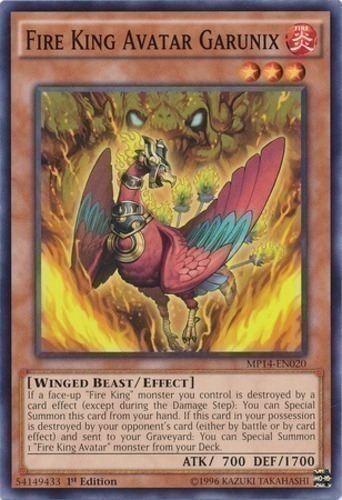 FIRE KING AVATAR GARUNIX
FIRE
炎
MP14-EN020
[WINGED BEAST/EFFECT]
If a face-up "Fire King" monster you control is destroyed by a
card effect (except during the Damage Step): You can Special
Summon this card from your hand. If this card in your possession
is destroyed by your opponent's card (either by battle or by card
effect) and sent to your Graveyard: You can Special Summon
1 "Fire King Avatar" monster from your Deck.
ATK/ 700 DEF/1700
54149433 1st Edition ©1996 KAZUKI TAKAHASHI